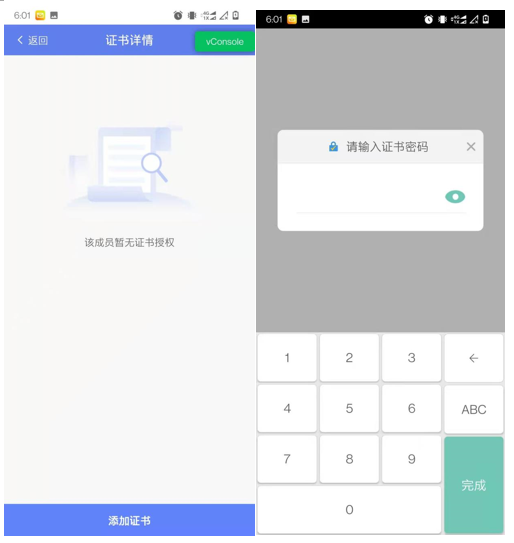 6:01
返回
证书详情
vConsole
该成员暂无证书授权
添加证书
6:01
请输入证书密码
1 2 3
4 5 6 ABC
7 8 9
完成
0